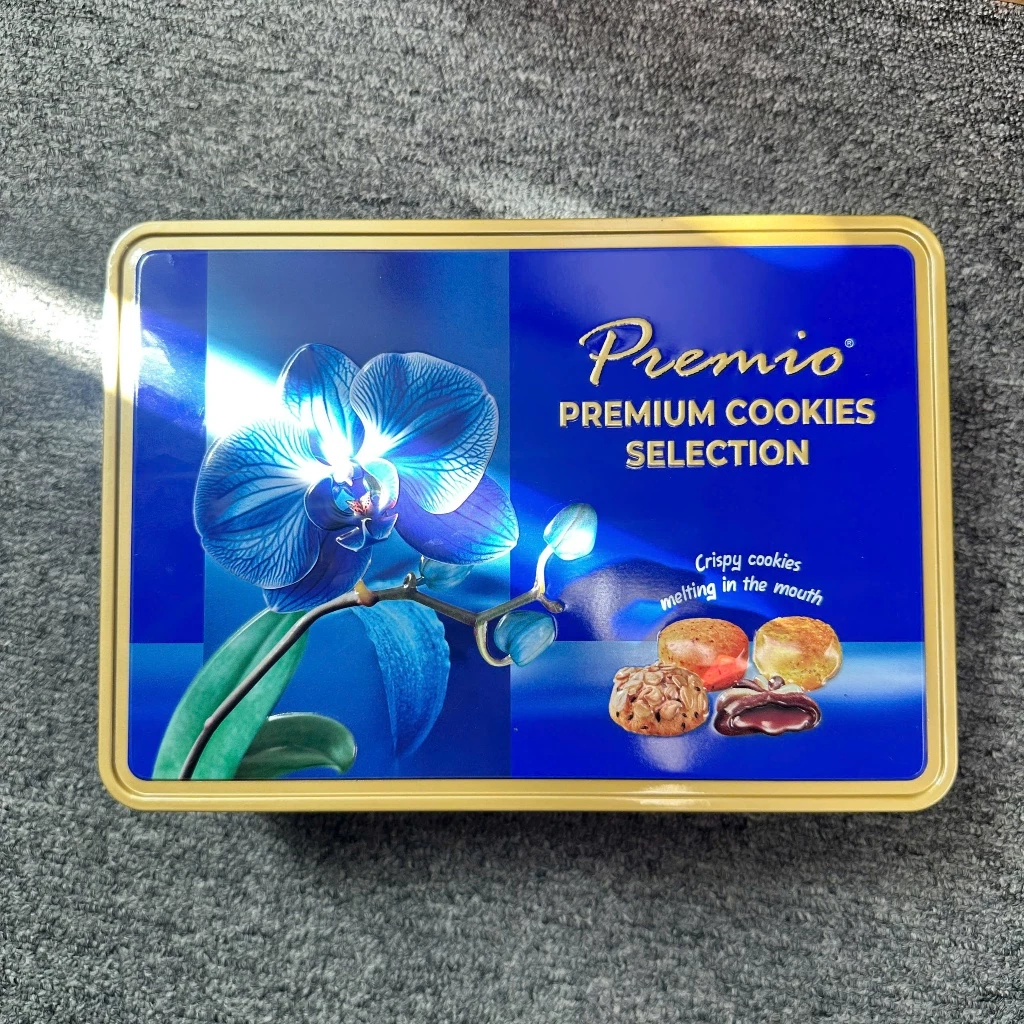 Premio®
PREMIUM COOKIES
SELECTION
Crispy cookies
melting in the mouth